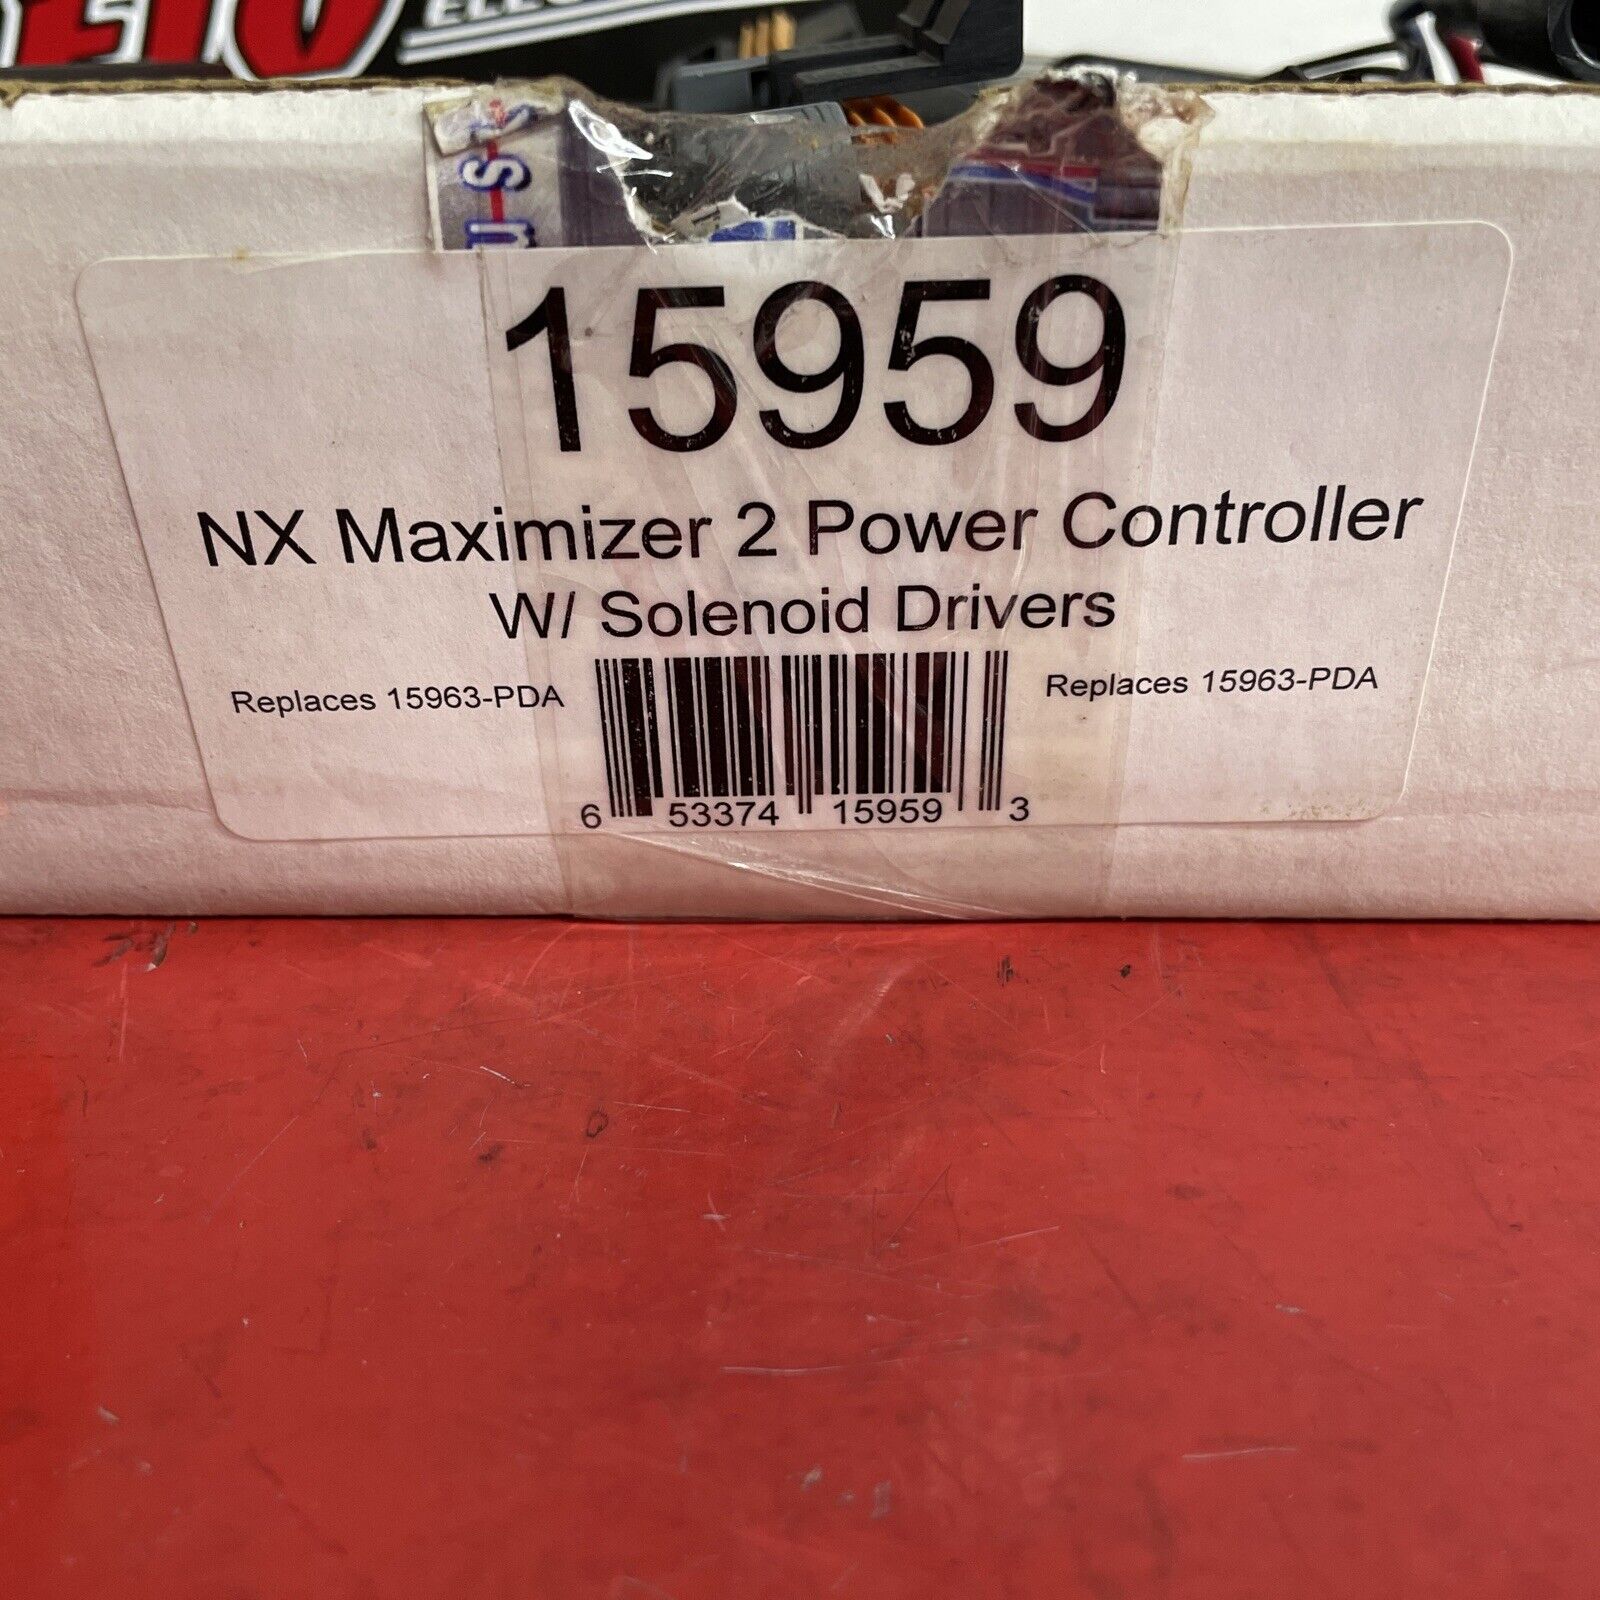 U-S-
15959
NX Maximizer 2 Power Controller
W/ Solenoid Drivers
Replaces 15963-PDA
Replaces 15963-PDA
6 53374 15959 3